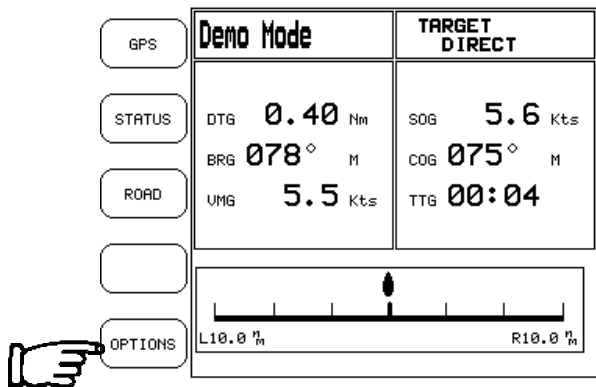 GPS
STATUS
ROAD
OPTIONS
Demo Mode
TARGET
DIRECT
DTG 0.40 Nm
BRG 078° M
VMG 5.5 Kts
SOG 5.6 Kts
COG 075° M
TTG 00:04
L10.0 nm R10.0 nm